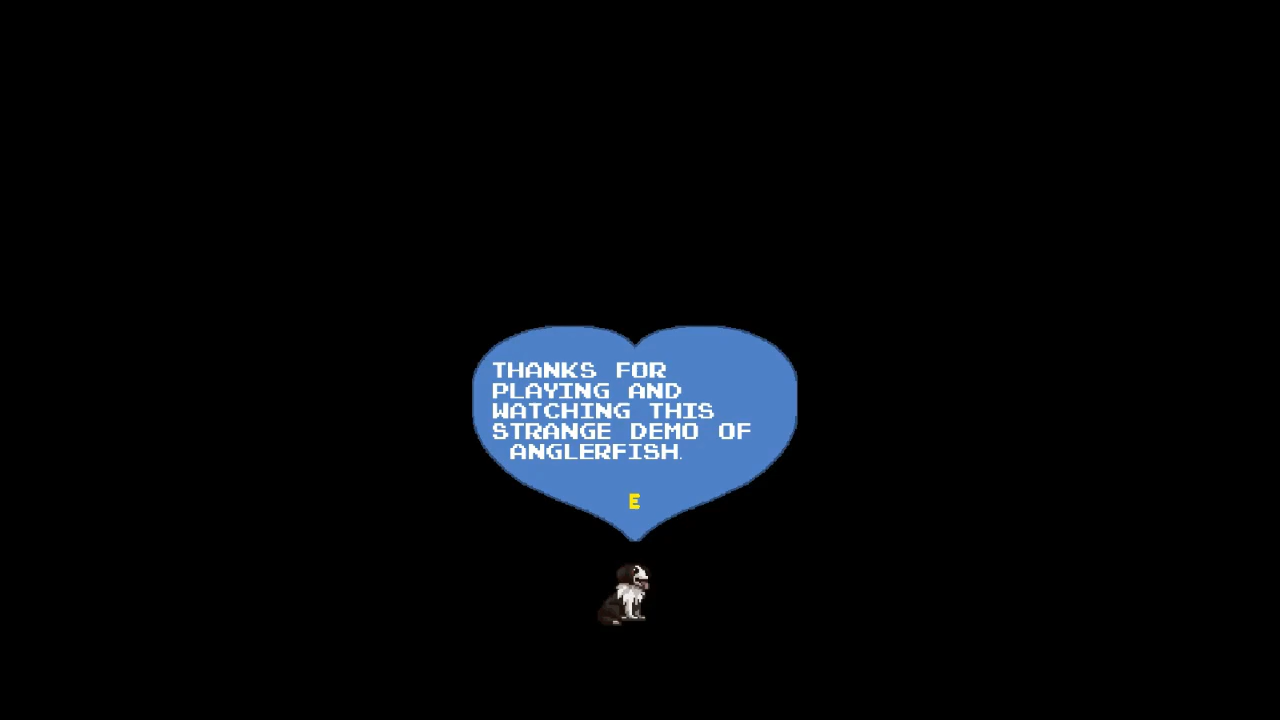 THANKS FOR
PLAYING AND
WATCHING THIS
STRANGE DEMO OF
ANGLERFISH.
E